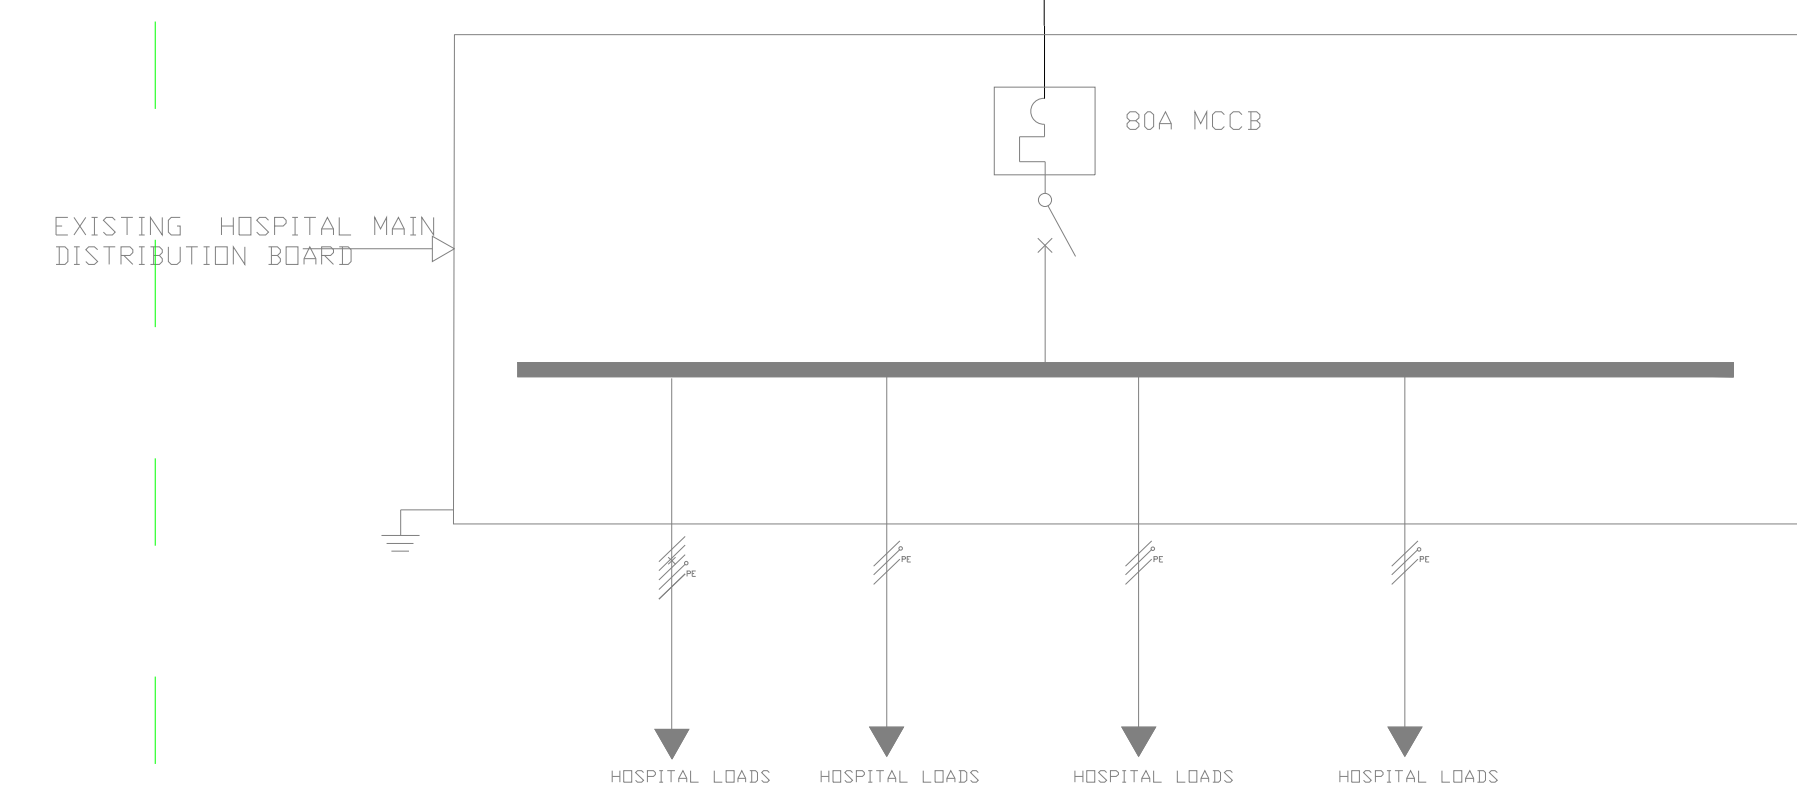 80A MCCB
EXISTING HOSPITAL MAIN
DISTRIBUTION BOARD
PE
PE
PE
PE
HOSPITAL LOADS
HOSPITAL LOADS
HOSPITAL LOADS
HOSPITAL LOADS